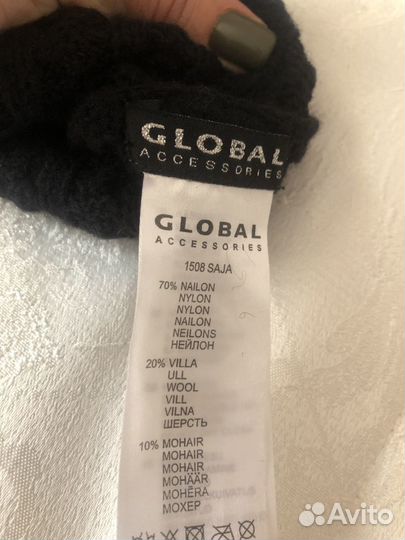 GLOBAL
ACCESSORIES
GLOBAL
ACCESSORIES
1508 SAJA
70% NAILON
NYLON
NYLON
NAILON
NEILONS
НЕЙЛОН
20% VILLA
ULL
WOOL
VILL
VILNA
ШЕРСТЬ
10% MOHAIR
MOHAIR
MOHAIR
MOHÄÄR
MOHĒRA
МОХЕР
Avito